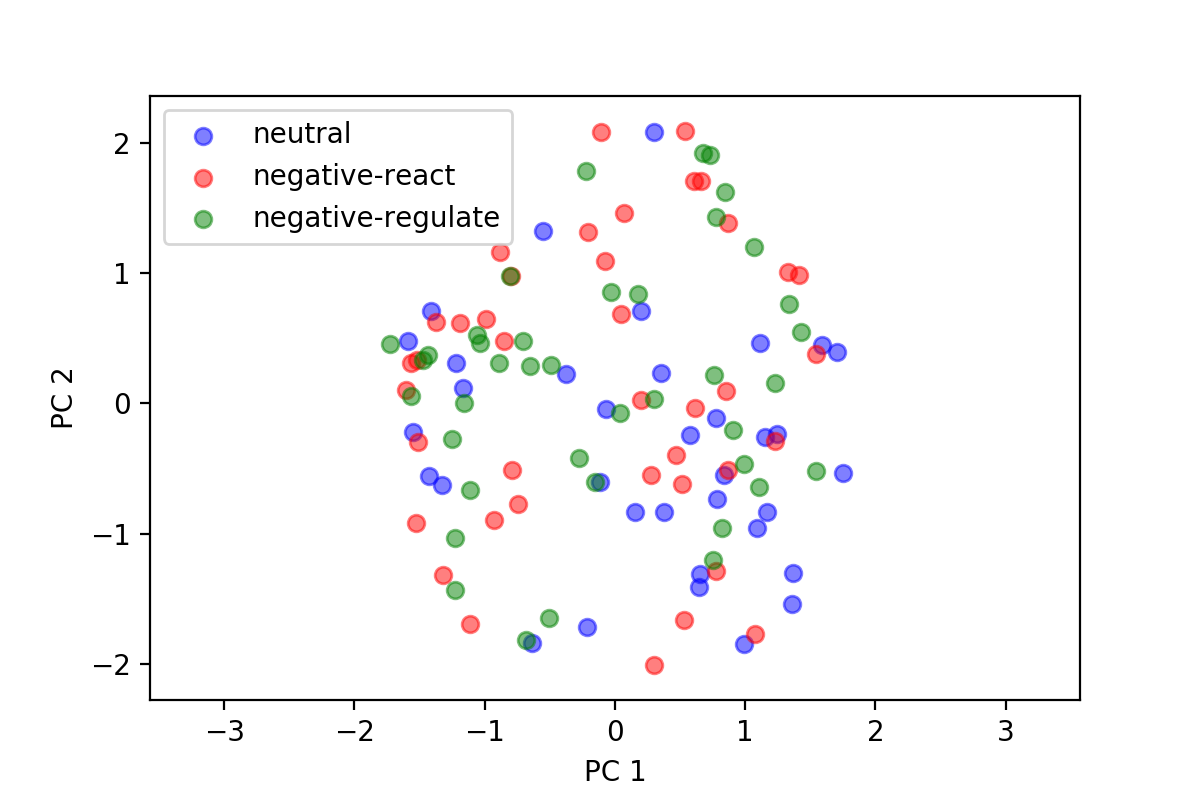 neutral
negative-react
negative-regulate
2
1
0
−1
−2
PC 2
−3
−2
−1
0
1
2
3
PC 1